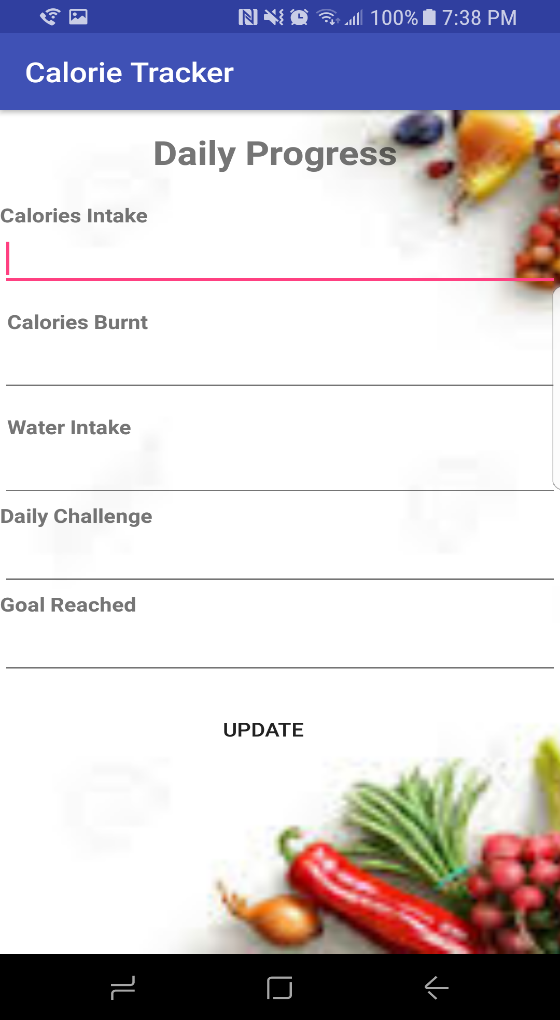 100% 7:38 PM
Calorie Tracker
Daily Progress
Calories Intake
Calories Burnt
Water Intake
Daily Challenge
Goal Reached
UPDATE